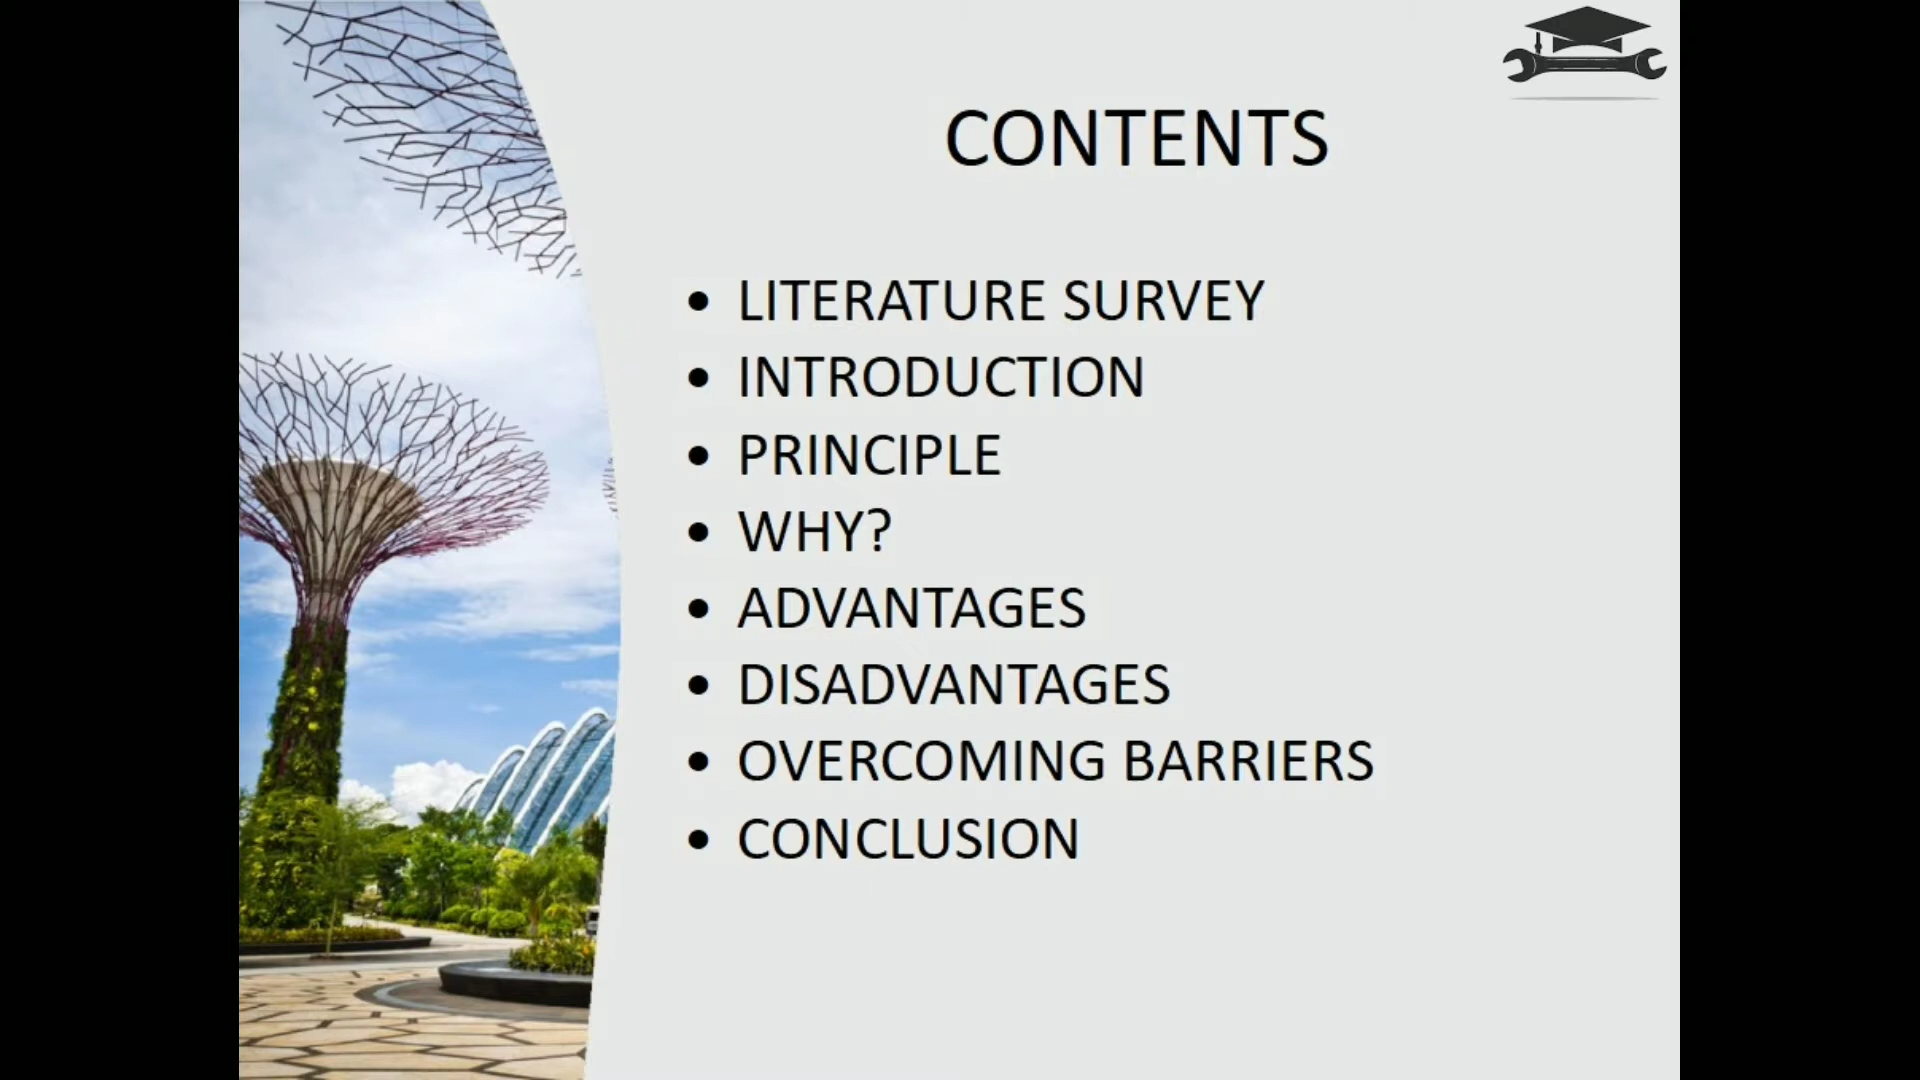 CONTENTS
• LITERATURE SURVEY
• INTRODUCTION
• PRINCIPLE
• WHY?
• ADVANTAGES
• DISADVANTAGES
• OVERCOMING BARRIERS
• CONCLUSION